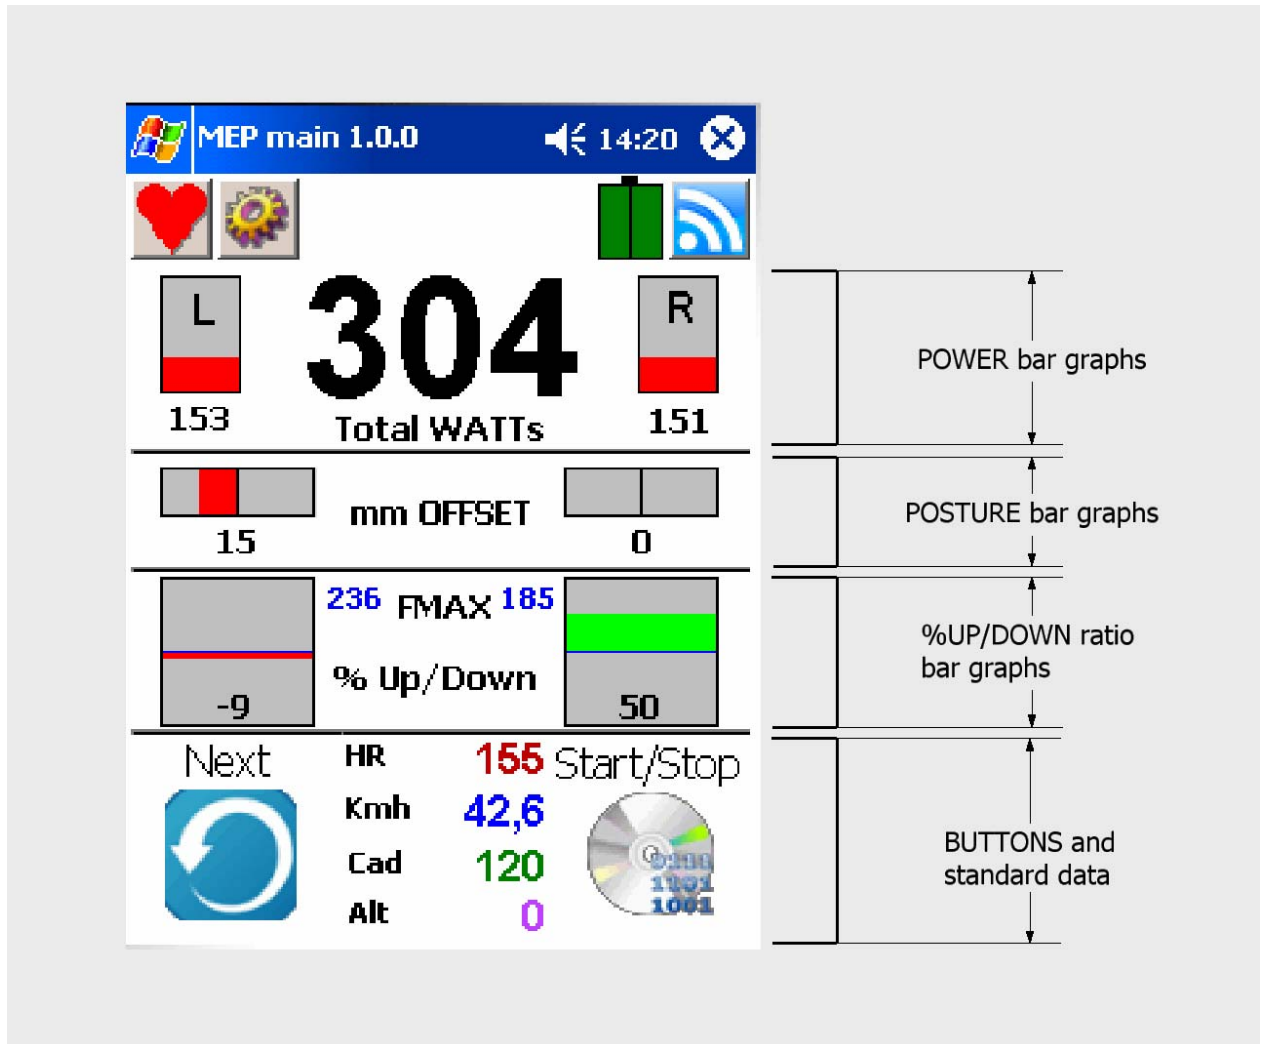 MEP main 1.0.0 14:20
L 304 R
153 Total WATTs 151
POWER bar graphs
mm OFFSET
15 0
POSTURE bar graphs
236 FMAX 185
% Up/Down
-9 50
%UP/DOWN ratio
bar graphs
Next HR 155 Start/Stop
Kmh 42,6
Cad 120
Alt 0
1101
1001
BUTTONS and
standard data